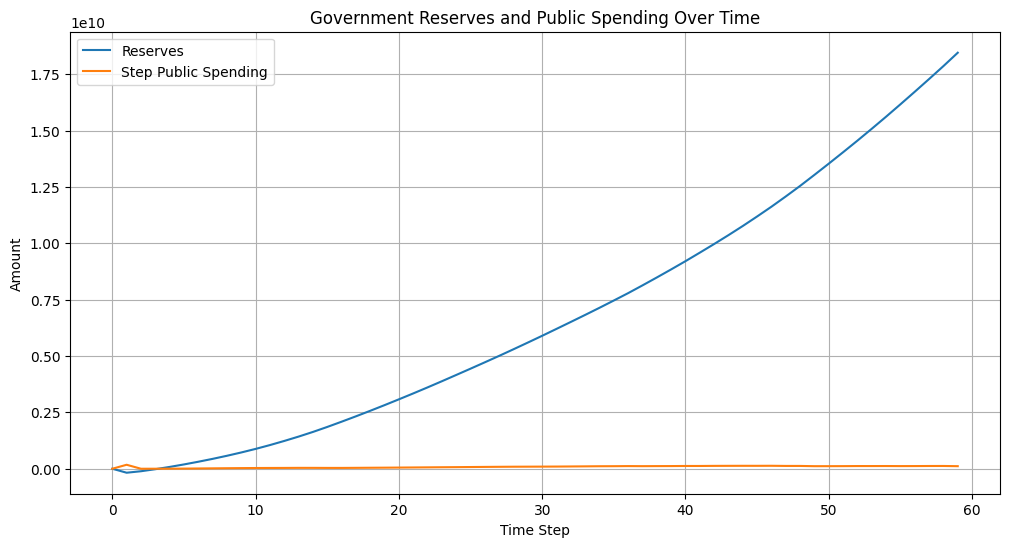 Government Reserves and Public Spending Over Time
1e10
Reserves
Step Public Spending
1.75
1.50
1.25
1.00
0.75
0.50
0.25
0.00
Amount
0 10 20 30 40 50 60
Time Step